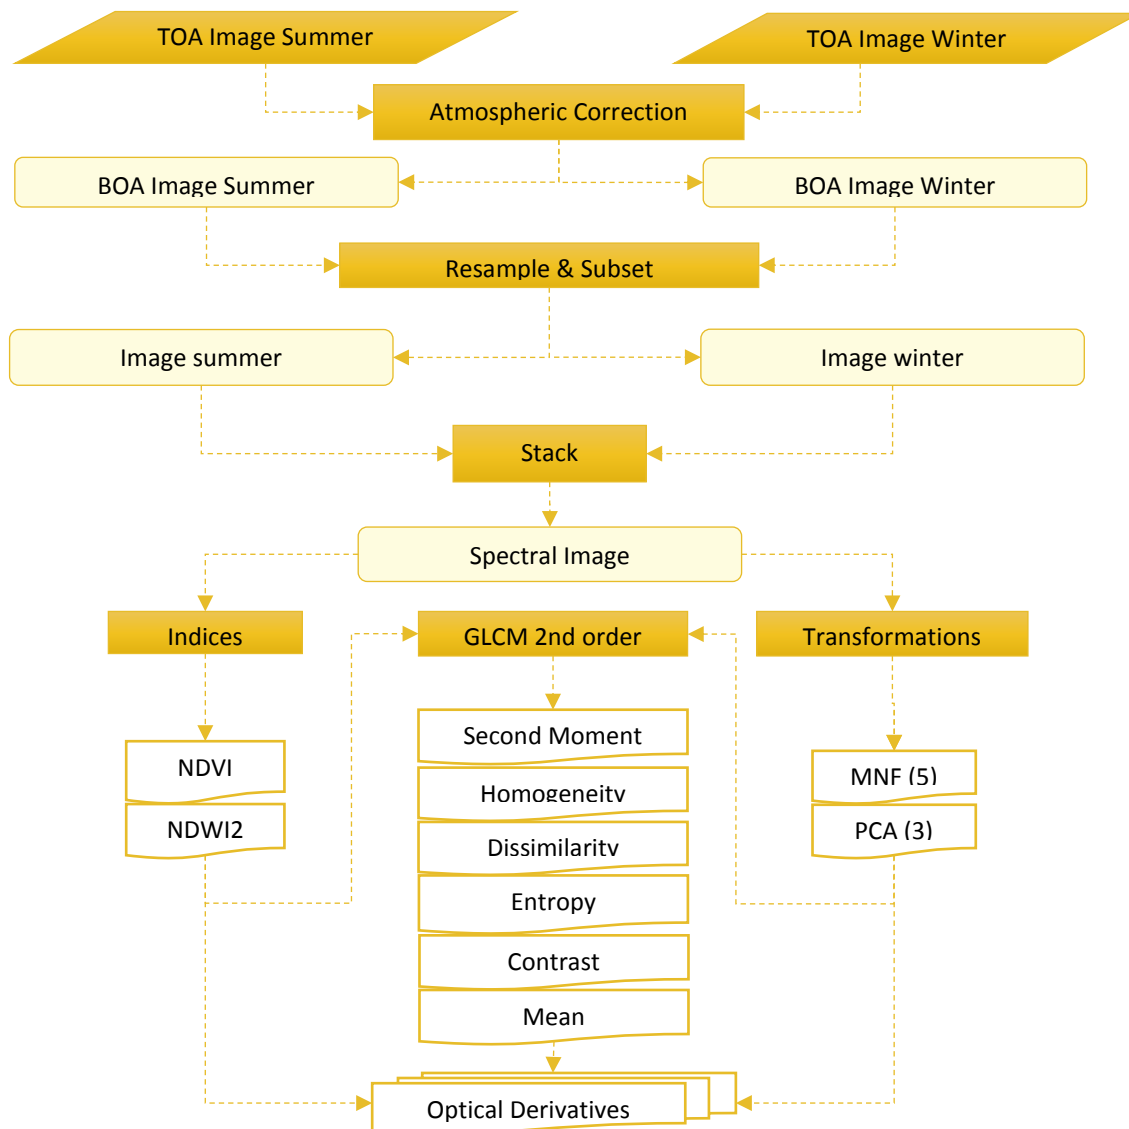 TOA Image Summer
TOA Image Winter
Atmospheric Correction
BOA Image Summer
BOA Image Winter
Resample & Subset
Image summer
Image winter
Stack
Spectral Image
Indices
GLCM 2nd order
Transformations
NDVI
NDWI2
Second Moment
Homogeneity
Dissimilarity
Entropy
Contrast
Mean
MNF (5)
PCA (3)
Optical Derivatives